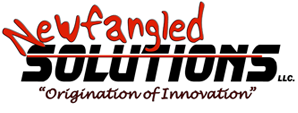 Newfangled
SOLUTIONS LLC.
"Origination of Innovation"